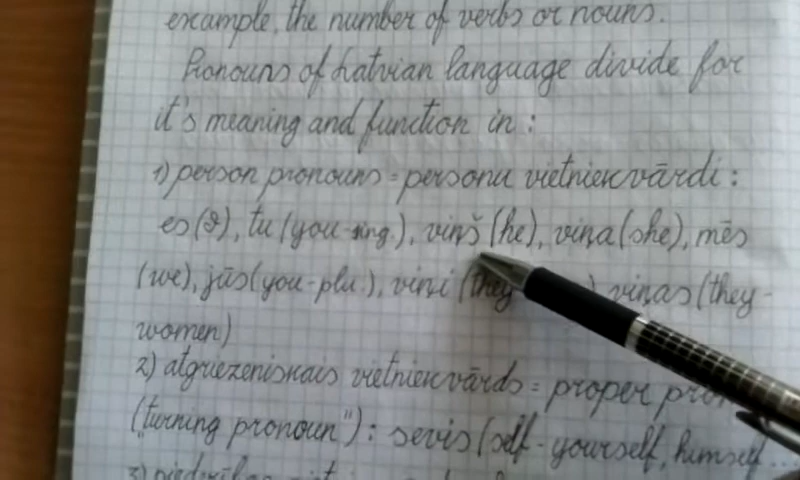 example, the number of verbs or nouns.
Pronouns of Latvian language divide for
it's meaning and function in:
1) person pronouns = personu vietniekvārdi:
es (I), tu (you-sing.), viņš (he), viņa (she), mēs
(we), jūs (you-plu.), viņi (they viņas (they-
women)
2) atgriezeniskais vietniekvārds = proper
("turning pronoun"): sevis (self-yourself, himself...
3)